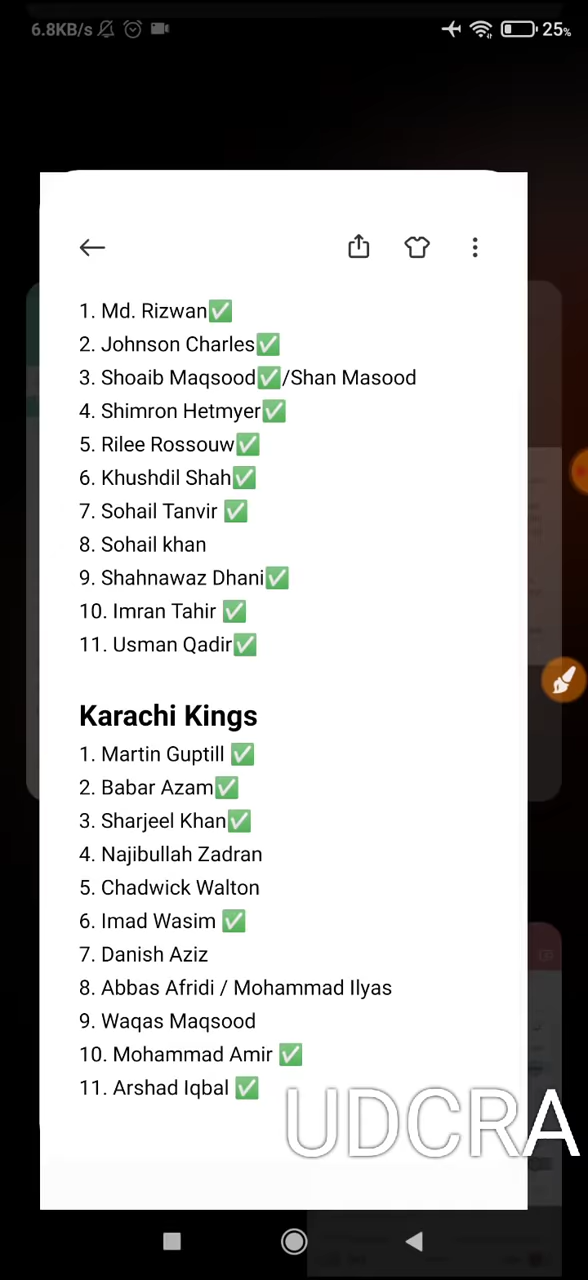 6.8KB/s 25%
1. Md. Rizwan✅
2. Johnson Charles✅
3. Shoaib Maqsood✅/Shan Masood
4. Shimron Hetmyer✅
5. Rilee Rossouw✅
6. Khushdil Shah✅
7. Sohail Tanvir ✅
8. Sohail khan
9. Shahnawaz Dhani✅
10. Imran Tahir ✅
11. Usman Qadir✅
Karachi Kings
1. Martin Guptill ✅
2. Babar Azam✅
3. Sharjeel Khan✅
4. Najibullah Zadran
5. Chadwick Walton
6. Imad Wasim ✅
7. Danish Aziz
8. Abbas Afridi / Mohammad Ilyas
9. Waqas Maqsood
10. Mohammad Amir ✅
11. Arshad Iqbal ✅
UDCRA